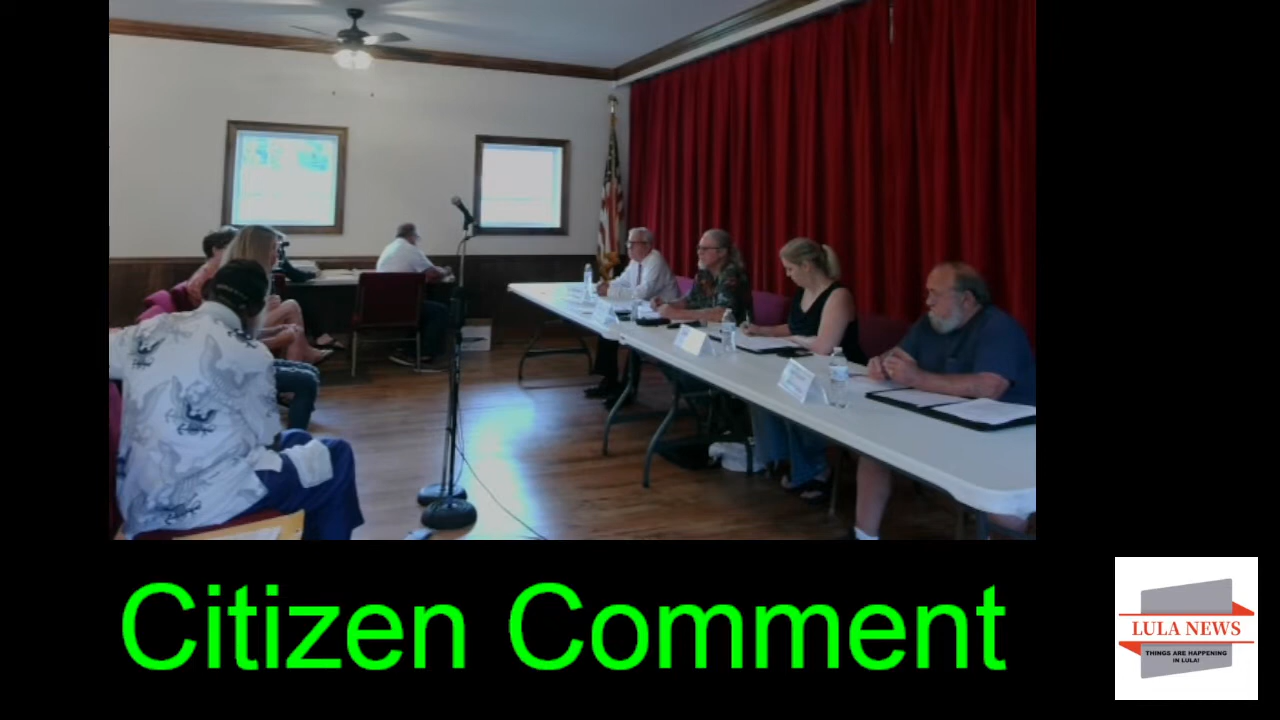 Citizen Comment
LULA NEWS
THINGS ARE HAPPENING
IN LULA!